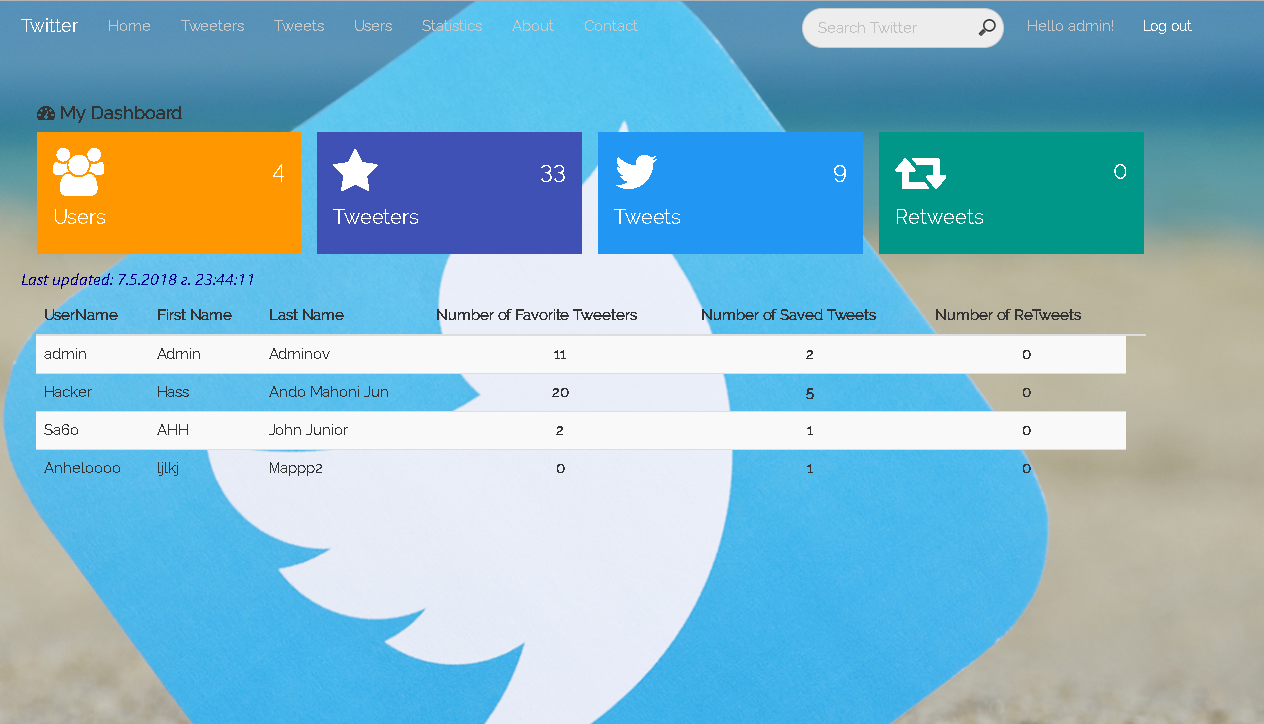 Twitter Home Tweeters Tweets Users Statistics About Contact Search Twitter Hello admin! Log out
My Dashboard
4 33 9 0
Users Tweeters Tweets Retweets
Last updated: 7.5.2018 г. 23:44:11
UserName First Name Last Name Number of Favorite Tweeters Number of Saved Tweets Number of ReTweets
admin Admin Adminov 11 2 0
Hacker Hass Ando Mahoni Jun 20 5 0
Sa6o AHH John Junior 2 1 0
Anheloooo ljlkj Mappp2 0 1 0